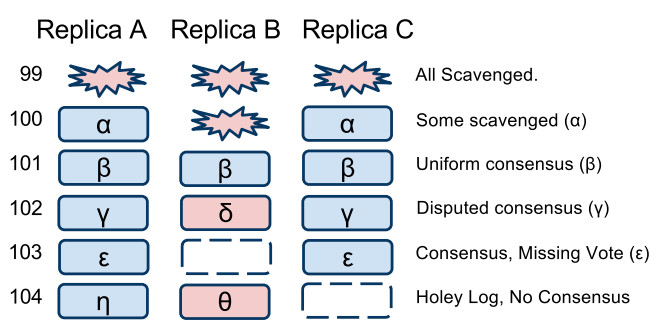 Replica A Replica B Replica C
99 All Scavenged.
100 α α Some scavenged (α)
101 β β β Uniform consensus (β)
102 γ δ γ Disputed consensus (γ)
103 ε ε Consensus, Missing Vote (ε)
104 η θ Holey Log, No Consensus